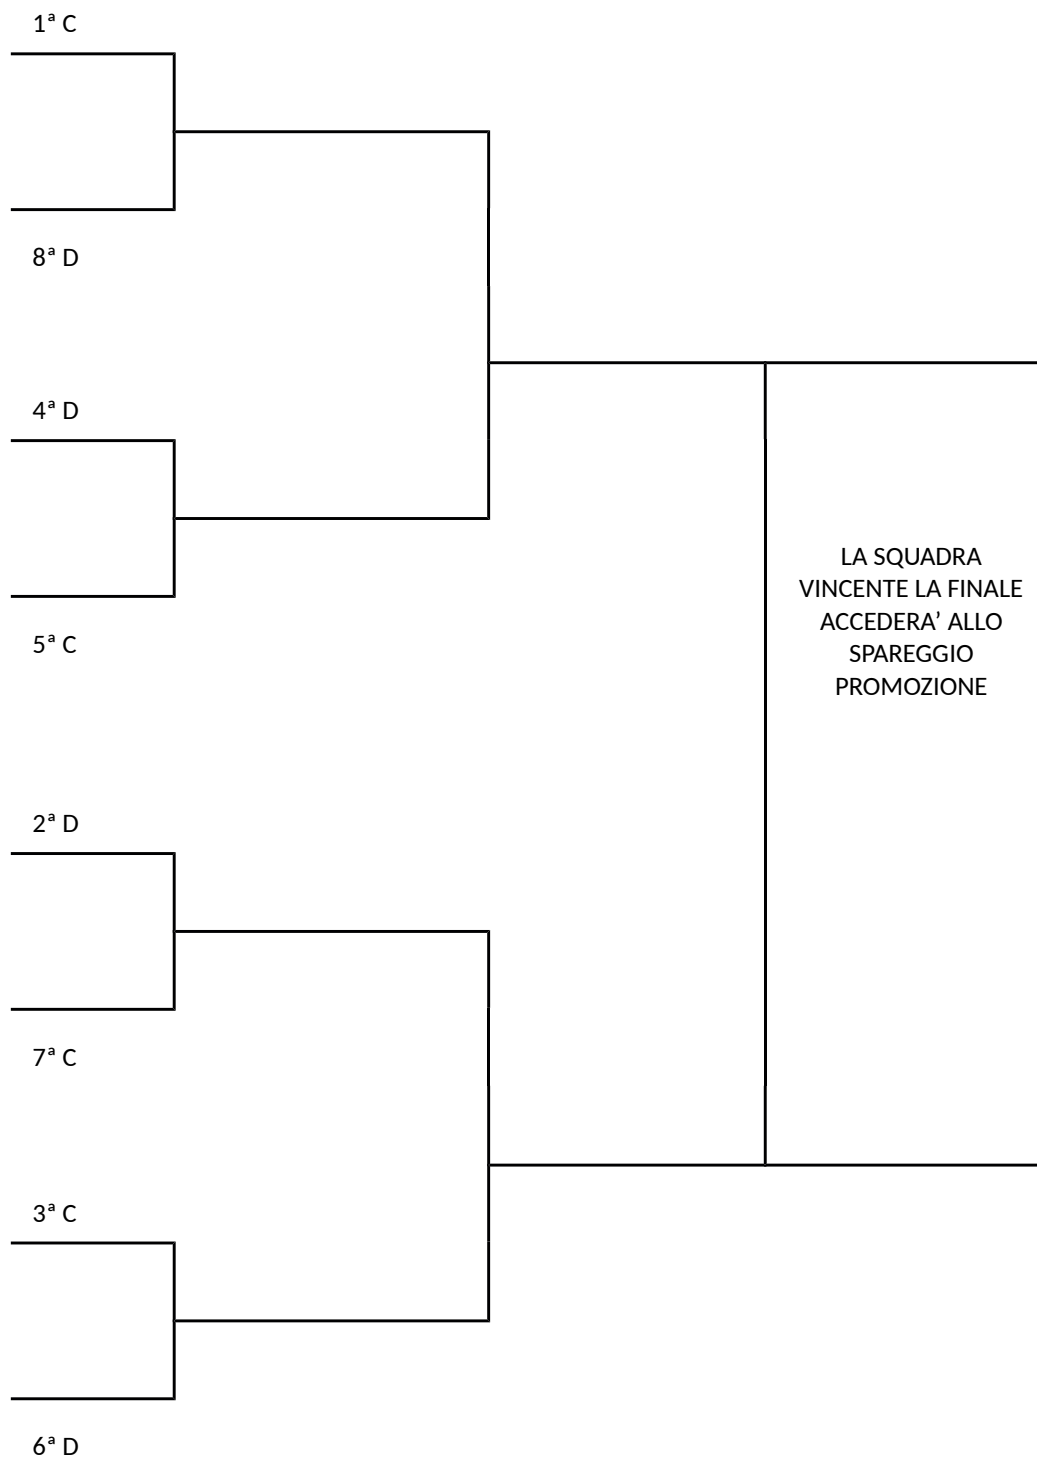 1ª C
8ª D
4ª D
5ª C
LA SQUADRA
VINCENTE LA FINALE
ACCEDERA’ ALLO
SPAREGGIO
PROMOZIONE
2ª D
7ª C
3ª C
6ª D